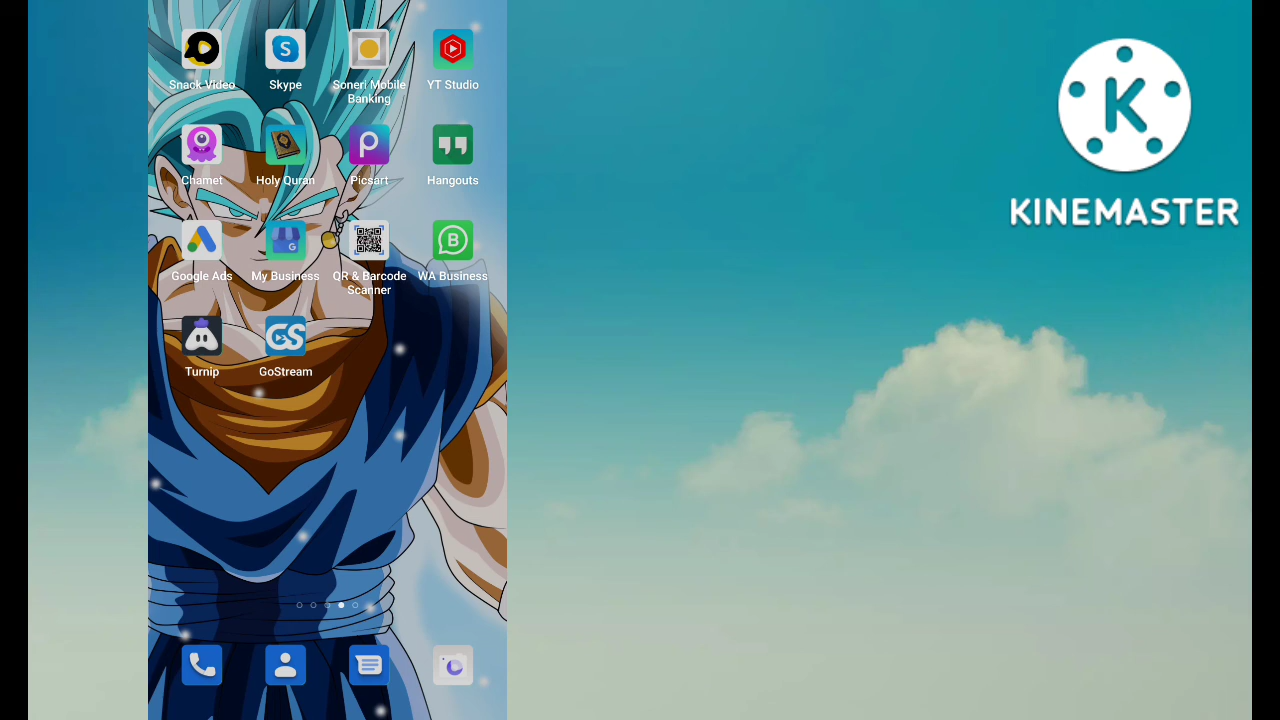 Snack Video
Skype
Soneri Mobile
Banking
YT Studio
Chamet
Holy Quran
Picsart
Hangouts
Google Ads
My Business
QR & Barcode
Scanner
WA Business
Turnip
GoStream
S
P
G
B
GS
K
KINEMASTER